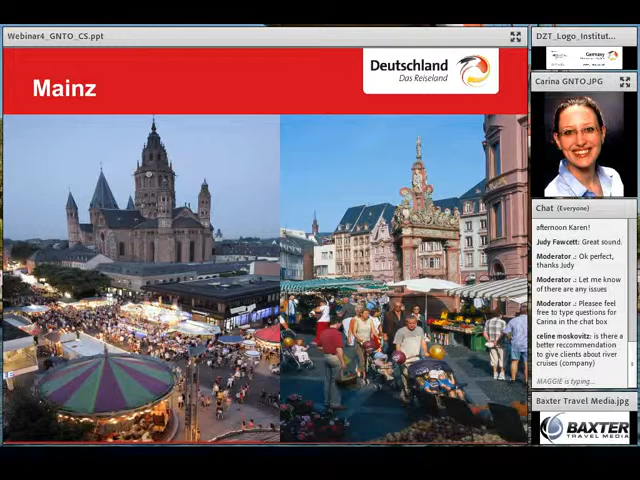 Webinar4_GNTO_CS.ppt
Mainz
Deutschland
Das Reiseland
DZT_Logo_Institut...
Germany
Carina GNTO.JPG
Chat (Everyone)
afternoon Karen!
Judy Fawcett: Great sound.
Moderator .: Ok perfect,
thanks Judy
Moderator .: Let me know
of there are any issues
Moderator .: Pleasee feel
free to type questions for
Carina in the chat box
celine moskovitz: is there a
better reccommendation
to give clients about river
cruises (company)
MAGGIE is typing...
Baxter Travel Media.jpg
BAXTER
TRAVEL MEDIA